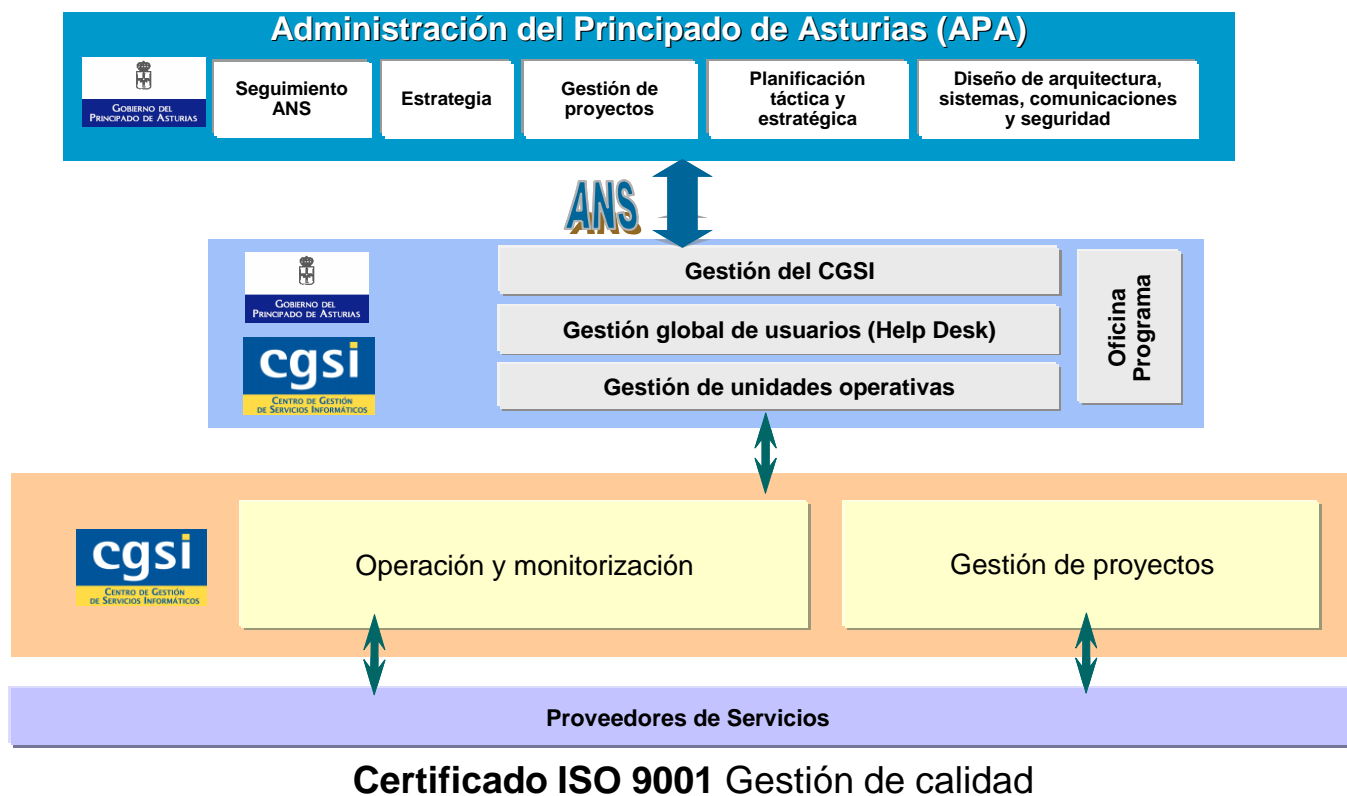 Administración del Principado de Asturias (APA)
GOBIERNO DEL
PRINCIPADO DE ASTURIAS
Seguimiento
ANS
Estrategia
Gestión de
proyectos
Planificación
táctica y
estratégica
Diseño de arquitectura,
sistemas, comunicaciones
y seguridad
ANS
GOBIERNO DEL
PRINCIPADO DE ASTURIAS
cgsi
CENTRO DE GESTIÓN
DE SERVICIOS INFORMÁTICOS
Gestión del CGSI
Gestión global de usuarios (Help Desk)
Gestión de unidades operativas
Oficina
Programa
cgsi
CENTRO DE GESTIÓN
DE SERVICIOS INFORMÁTICOS
Operación y monitorización
Gestión de proyectos
Proveedores de Servicios
Certificado ISO 9001 Gestión de calidad